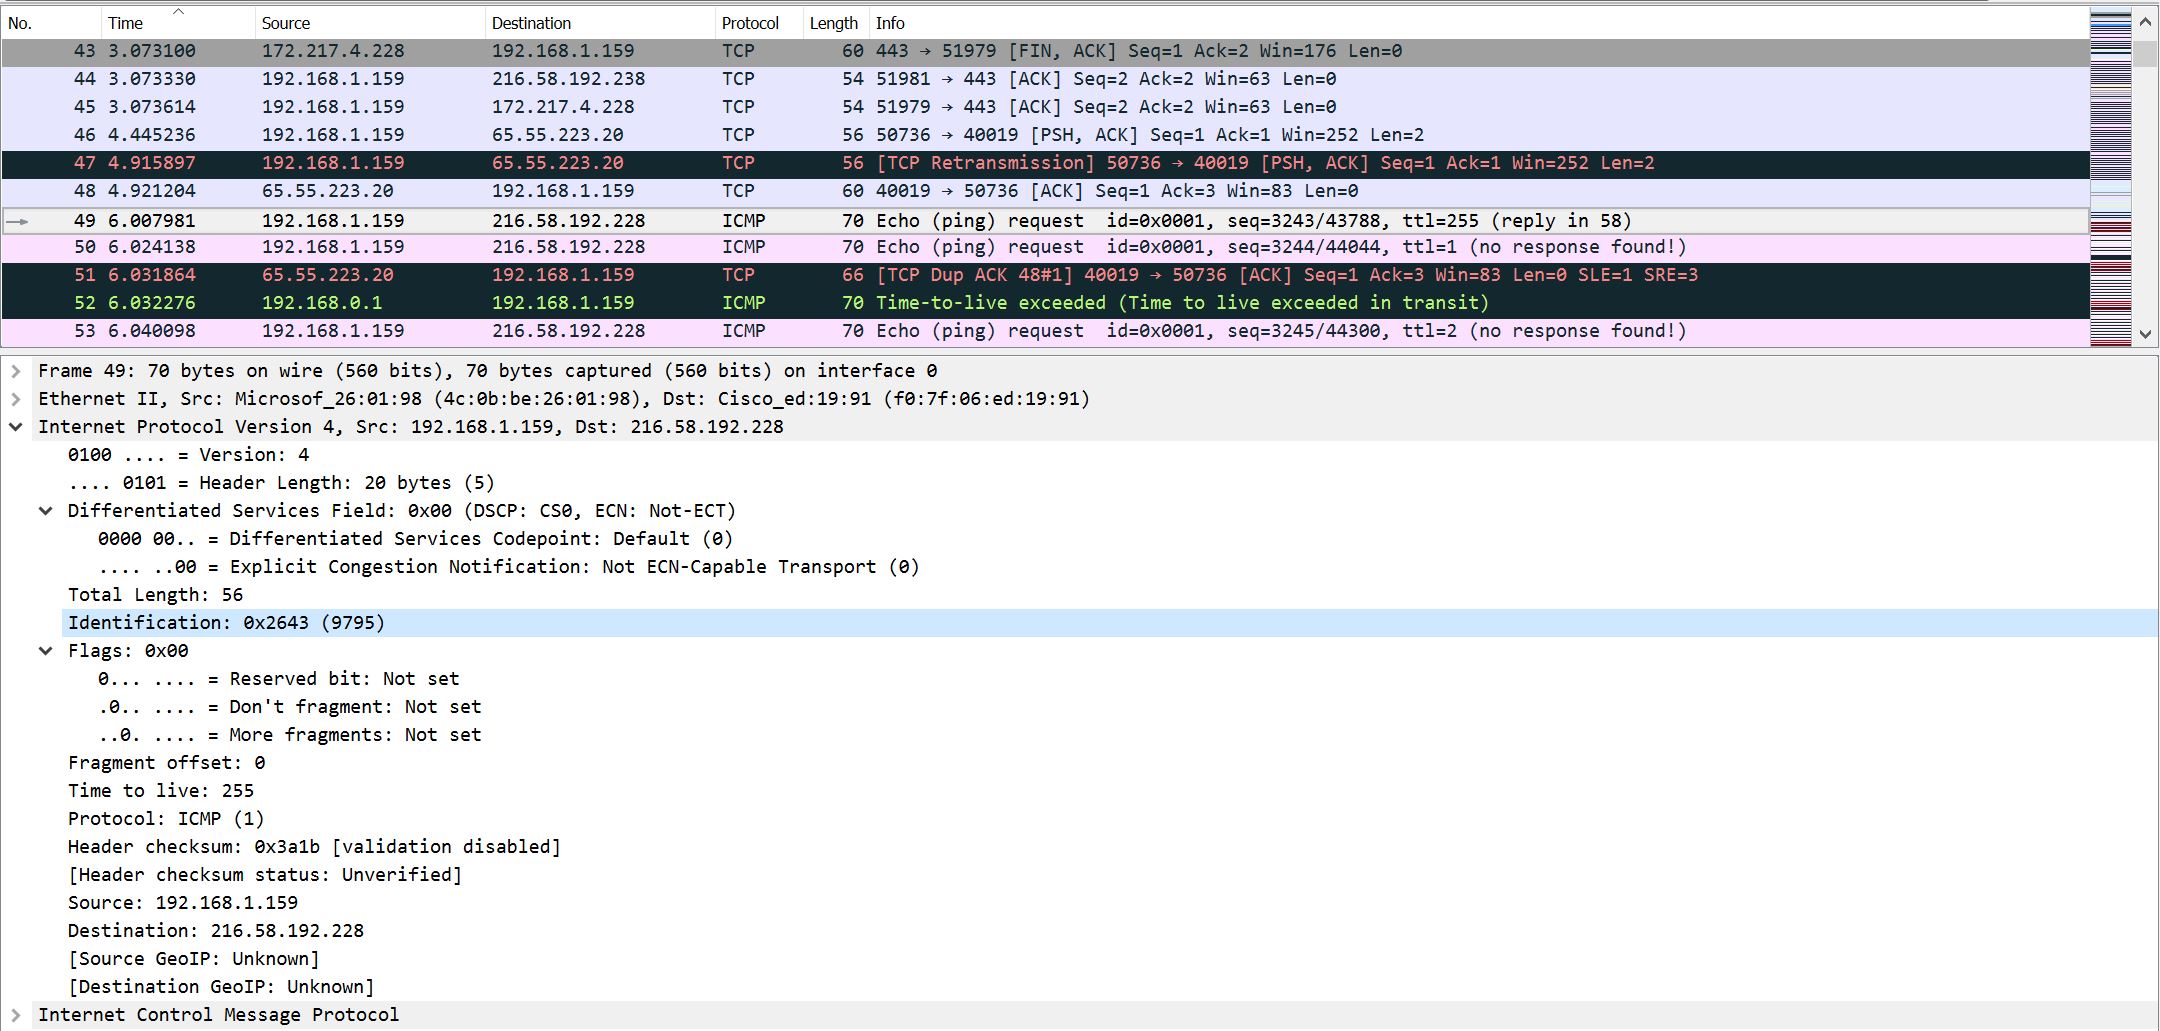 No. Time Source Destination Protocol Length Info
43 3.073100 172.217.4.228 192.168.1.159 TCP 60 443 → 51979 [FIN, ACK] Seq=1 Ack=2 Win=176 Len=0
44 3.073330 192.168.1.159 216.58.192.238 TCP 54 51981 → 443 [ACK] Seq=2 Ack=2 Win=63 Len=0
45 3.073614 192.168.1.159 172.217.4.228 TCP 54 51979 → 443 [ACK] Seq=2 Ack=2 Win=63 Len=0
46 4.445236 192.168.1.159 65.55.223.20 TCP 56 50736 → 40019 [PSH, ACK] Seq=1 Ack=1 Win=252 Len=2
47 4.915897 192.168.1.159 65.55.223.20 TCP 56 [TCP Retransmission] 50736 → 40019 [PSH, ACK] Seq=1 Ack=1 Win=252 Len=2
48 4.921204 65.55.223.20 192.168.1.159 TCP 60 40019 → 50736 [ACK] Seq=1 Ack=3 Win=83 Len=0
49 6.007981 192.168.1.159 216.58.192.228 ICMP 70 Echo (ping) request id=0x0001, seq=3243/43788, ttl=255 (reply in 58)
50 6.024138 192.168.1.159 216.58.192.228 ICMP 70 Echo (ping) request id=0x0001, seq=3244/44044, ttl=1 (no response found!)
51 6.031864 65.55.223.20 192.168.1.159 TCP 66 [TCP Dup ACK 48#1] 40019 → 50736 [ACK] Seq=1 Ack=3 Win=83 Len=0 SLE=1 SRE=3
52 6.032276 192.168.0.1 192.168.1.159 ICMP 70 Time-to-live exceeded (Time to live exceeded in transit)
53 6.040098 192.168.1.159 216.58.192.228 ICMP 70 Echo (ping) request id=0x0001, seq=3245/44300, ttl=2 (no response found!)
Frame 49: 70 bytes on wire (560 bits), 70 bytes captured (560 bits) on interface 0
Ethernet II, Src: Microsof_26:01:98 (4c:0b:be:26:01:98), Dst: Cisco_ed:19:91 (f0:7f:06:ed:19:91)
Internet Protocol Version 4, Src: 192.168.1.159, Dst: 216.58.192.228
0100 .... = Version: 4
.... 0101 = Header Length: 20 bytes (5)
Differentiated Services Field: 0x00 (DSCP: CS0, ECN: Not-ECT)
0000 00.. = Differentiated Services Codepoint: Default (0)
.... ..00 = Explicit Congestion Notification: Not ECN-Capable Transport (0)
Total Length: 56
Identification: 0x2643 (9795)
Flags: 0x00
0... .... = Reserved bit: Not set
.0.. .... = Don't fragment: Not set
..0. .... = More fragments: Not set
Fragment offset: 0
Time to live: 255
Protocol: ICMP (1)
Header checksum: 0x3a1b [validation disabled]
[Header checksum status: Unverified]
Source: 192.168.1.159
Destination: 216.58.192.228
[Source GeoIP: Unknown]
[Destination GeoIP: Unknown]
Internet Control Message Protocol